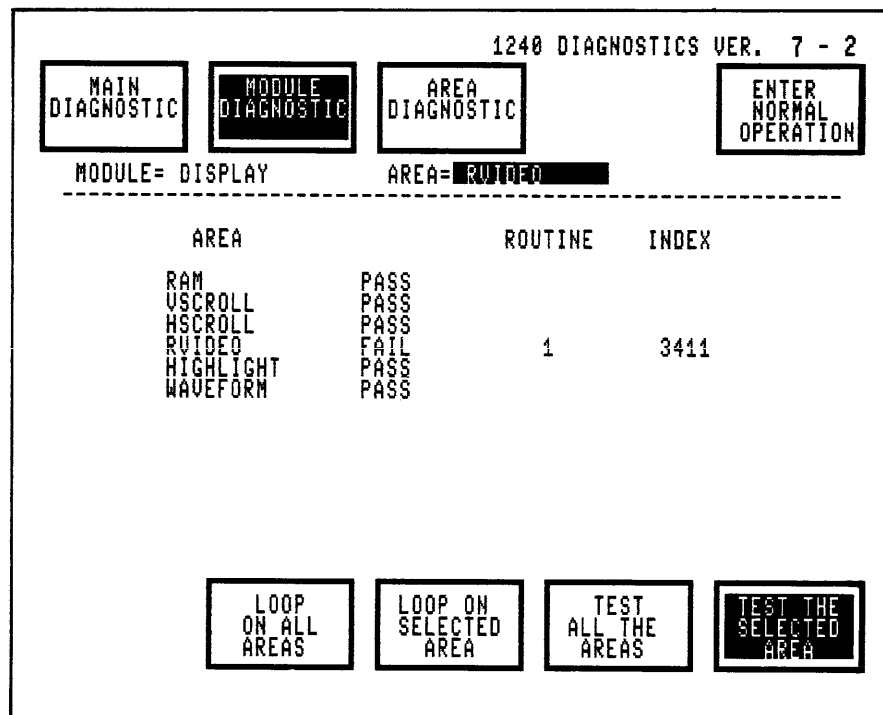 1240 DIAGNOSTICS VER. 7 - 2
MAIN
DIAGNOSTIC
MODULE
DIAGNOSTIC
AREA
DIAGNOSTIC
ENTER
NORMAL
OPERATION
MODULE= DISPLAY AREA= RVIDEO
AREA ROUTINE INDEX
RAM PASS
VSCROLL PASS
HSCROLL PASS
RVIDEO FAIL 1 3411
HIGHLIGHT PASS
WAVEFORM PASS
LOOP
ON ALL
AREAS
LOOP ON
SELECTED
AREA
TEST
ALL THE
AREAS
TEST THE
SELECTED
AREA